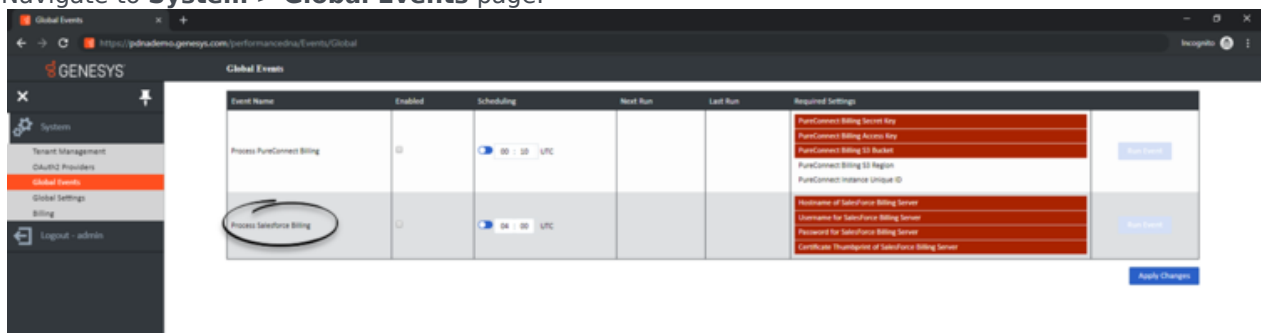 Navigate to System > Global Events page.
Global Events
https://pdnademo.genesys.com/performancedna/Events/Global
Incognito
GENESYS
Global Events
System
Tenant Management
OAuth2 Providers
Global Events
Global Settings
Billing
Logout - admin
Event Name Enabled Scheduling Next Run Last Run Required Settings
Process PureConnect Billing 00 : 10 UTC
PureConnect Billing Secret Key
PureConnect Billing Access Key
PureConnect Billing S3 Bucket
PureConnect Billing S3 Region
PureConnect Instance Unique ID
Run Event
Process Salesforce Billing 04 : 00 UTC
Hostname of SalesForce Billing Server
Username for SalesForce Billing Server
Password for SalesForce Billing Server
Certificate Thumbprint of SalesForce Billing Server
Run Event
Apply Changes